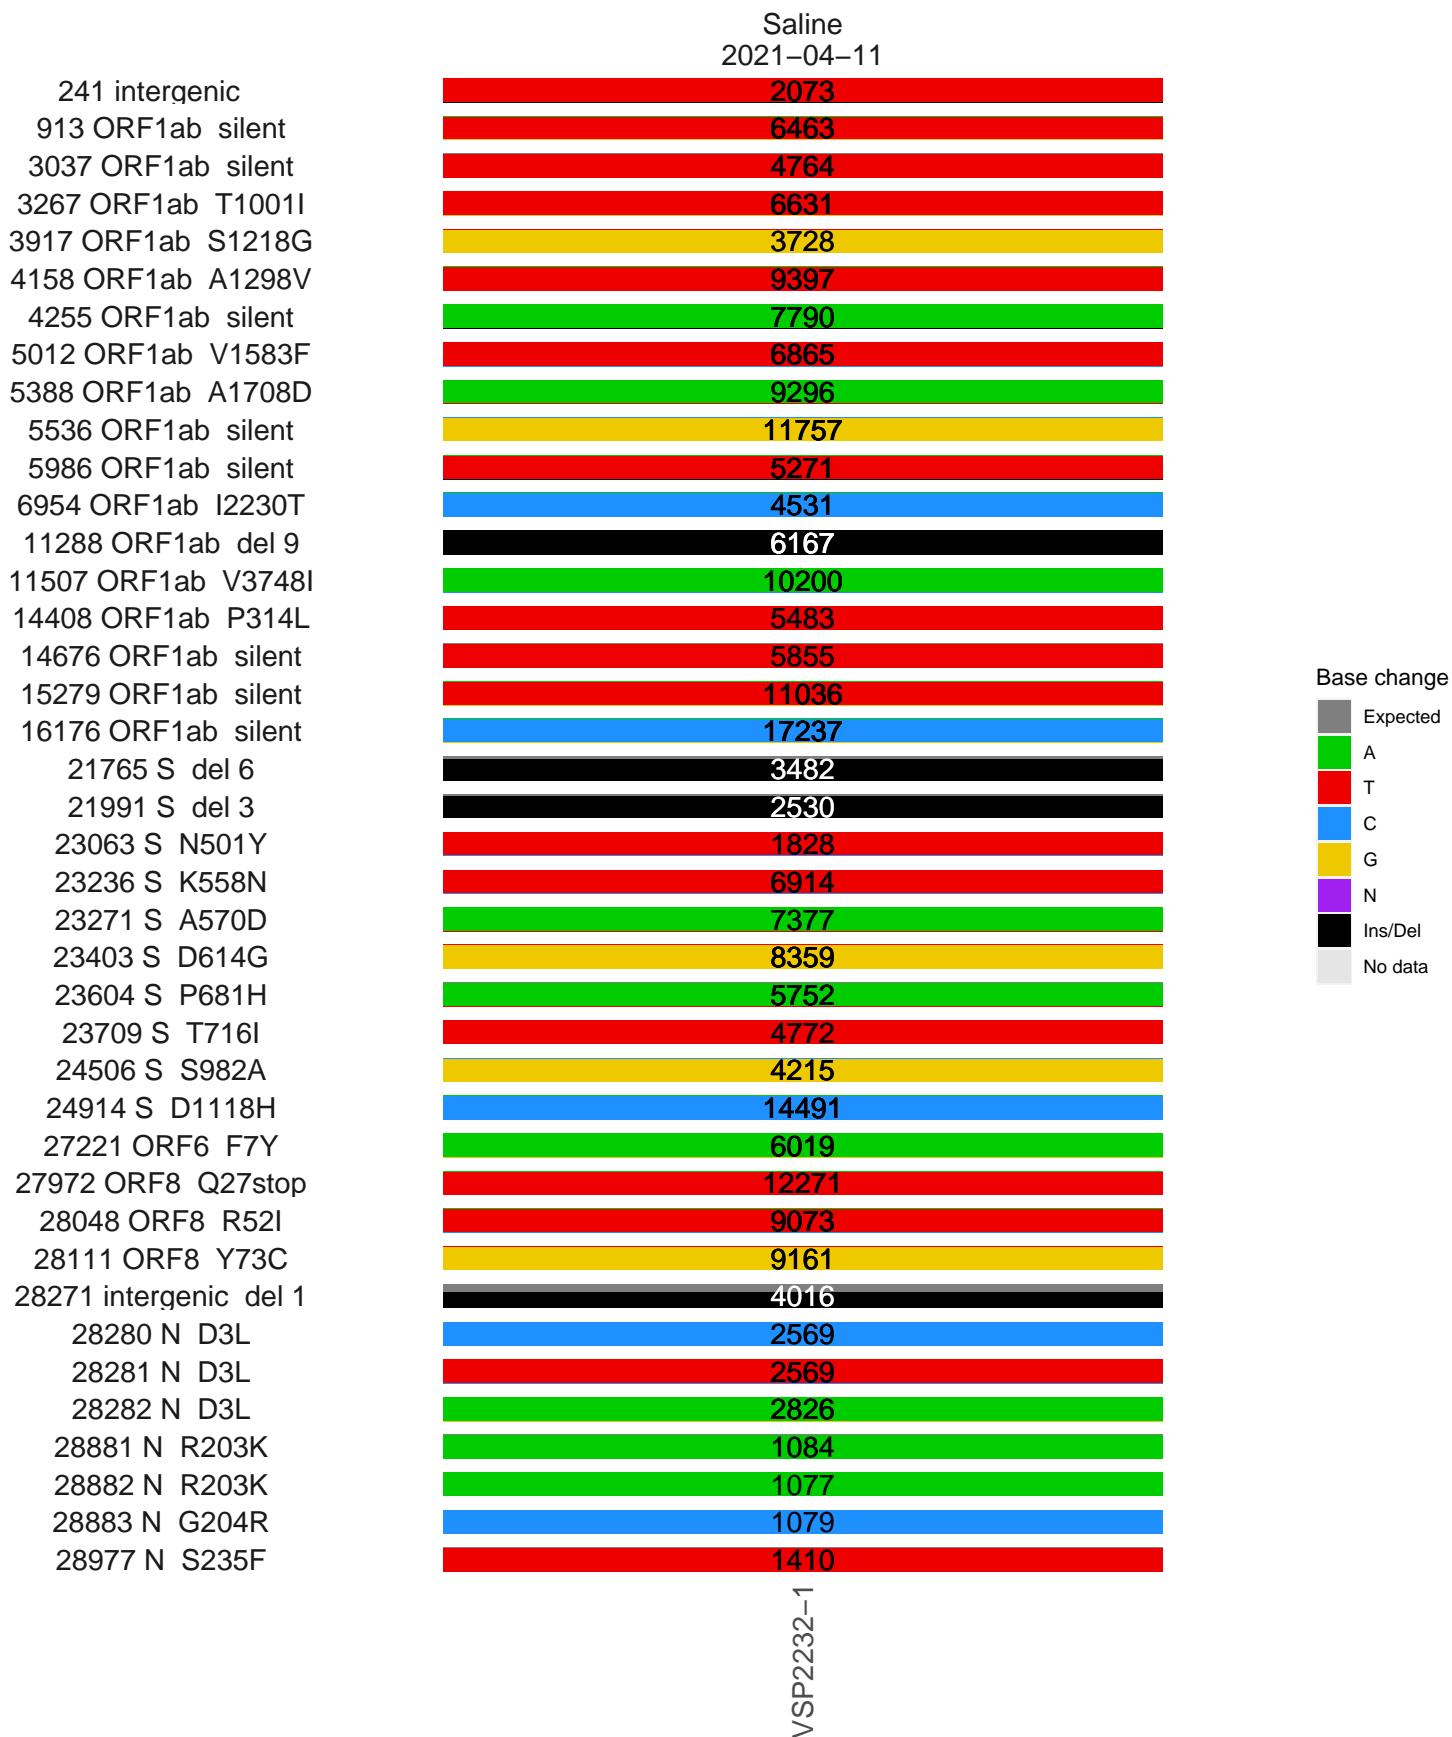 Saline
2021−04−11
241 intergenic 2073
913 ORF1ab silent 6463
3037 ORF1ab silent 4764
3267 ORF1ab T1001I 6631
3917 ORF1ab S1218G 3728
4158 ORF1ab A1298V 9397
4255 ORF1ab silent 7790
5012 ORF1ab V1583F 6865
5388 ORF1ab A1708D 9296
5536 ORF1ab silent 11757
5986 ORF1ab silent 5271
6954 ORF1ab I2230T 4531
11288 ORF1ab del 9 6167
11507 ORF1ab V3748I 10200
14408 ORF1ab P314L 5483
14676 ORF1ab silent 5855
15279 ORF1ab silent 11036
16176 ORF1ab silent 17237
21765 S del 6 3482
21991 S del 3 2530
23063 S N501Y 1828
23236 S K558N 6914
23271 S A570D 7377
23403 S D614G 8359
23604 S P681H 5752
23709 S T716I 4772
24506 S S982A 4215
24914 S D1118H 14491
27221 ORF6 F7Y 6019
27972 ORF8 Q27stop 12271
28048 ORF8 R52I 9073
28111 ORF8 Y73C 9161
28271 intergenic del 1 4016
28280 N D3L 2569
28281 N D3L 2569
28282 N D3L 2826
28881 N R203K 1084
28882 N R203K 1077
28883 N G204R 1079
28977 N S235F 1410
VSP2232−1
Base change
Expected
A
T
C
G
N
Ins/Del
No data